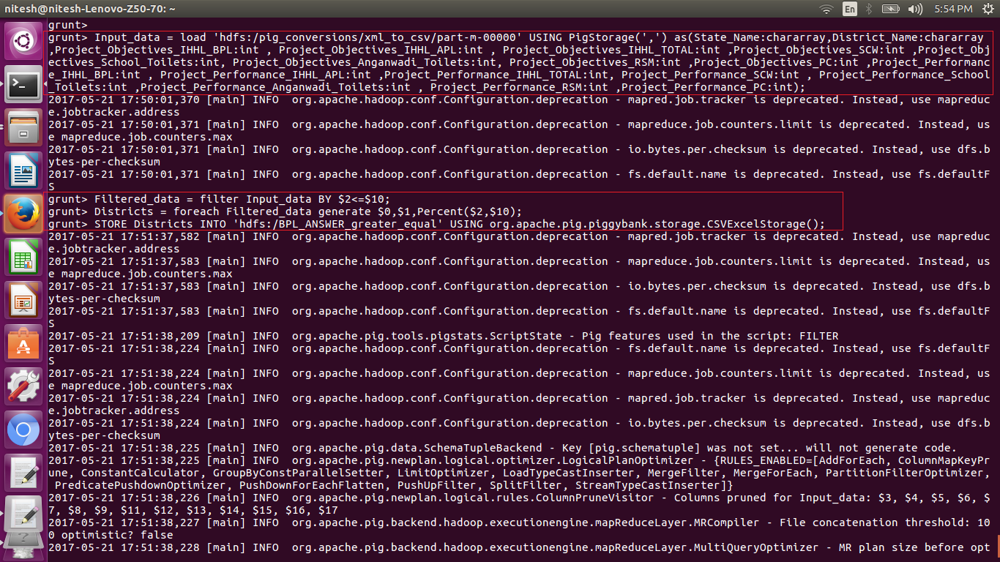 nitesh@nitesh-Lenovo-Z50-70: ~
En
5:54 PM
grunt>
grunt> Input_data = load 'hdfs:/pig_conversions/xml_to_csv/part-m-00000' USING PigStorage(',') as(State_Name:chararray,District_Name:chararray
,Project_Objectives_IHHL_BPL:int , Project_Objectives_IHHL_APL:int , Project_Objectives_IHHL_TOTAL:int ,Project_Objectives_SCW:int ,Project_Obj
ectives_School_Toilets:int, Project_Objectives_Anganwadi_Toilets:int, Project_Objectives_RSM:int ,Project_Objectives_PC:int ,Project_Performanc
e_IHHL_BPL:int , Project_Performance_IHHL_APL:int ,Project_Performance_IHHL_TOTAL:int, Project_Performance_SCW:int , Project_Performance_School
_Toilets:int ,Project_Performance_Anganwadi_Toilets:int , Project_Performance_RSM:int ,Project_Performance_PC:int);
2017-05-21 17:50:01,370 [main] INFO  org.apache.hadoop.conf.Configuration.deprecation - mapred.job.tracker is deprecated. Instead, use mapreduc
e.jobtracker.address
2017-05-21 17:50:01,371 [main] INFO  org.apache.hadoop.conf.Configuration.deprecation - mapreduce.job.counters.limit is deprecated. Instead, us
e mapreduce.job.counters.max
2017-05-21 17:50:01,371 [main] INFO  org.apache.hadoop.conf.Configuration.deprecation - io.bytes.per.checksum is deprecated. Instead, use dfs.b
ytes-per-checksum
2017-05-21 17:50:01,371 [main] INFO  org.apache.hadoop.conf.Configuration.deprecation - fs.default.name is deprecated. Instead, use fs.defaultF
S
grunt> Filtered_data = filter Input_data BY $2<=$10;
grunt> Districts = foreach Filtered_data generate $0,$1,Percent($2,$10);
grunt> STORE Districts INTO 'hdfs:/BPL_ANSWER_greater_equal' USING org.apache.pig.piggybank.storage.CSVExcelStorage();
2017-05-21 17:51:37,582 [main] INFO  org.apache.hadoop.conf.Configuration.deprecation - mapred.job.tracker is deprecated. Instead, use mapreduc
e.jobtracker.address
2017-05-21 17:51:37,583 [main] INFO  org.apache.hadoop.conf.Configuration.deprecation - mapreduce.job.counters.limit is deprecated. Instead, us
e mapreduce.job.counters.max
2017-05-21 17:51:37,583 [main] INFO  org.apache.hadoop.conf.Configuration.deprecation - io.bytes.per.checksum is deprecated. Instead, use dfs.b
ytes-per-checksum
2017-05-21 17:51:37,583 [main] INFO  org.apache.hadoop.conf.Configuration.deprecation - fs.default.name is deprecated. Instead, use fs.defaultF
S
2017-05-21 17:51:38,209 [main] INFO  org.apache.pig.tools.pigstats.ScriptState - Pig features used in the script: FILTER
2017-05-21 17:51:38,224 [main] INFO  org.apache.hadoop.conf.Configuration.deprecation - fs.default.name is deprecated. Instead, use fs.defaultF
S
2017-05-21 17:51:38,224 [main] INFO  org.apache.hadoop.conf.Configuration.deprecation - mapreduce.job.counters.limit is deprecated. Instead, us
e mapreduce.job.counters.max
2017-05-21 17:51:38,224 [main] INFO  org.apache.hadoop.conf.Configuration.deprecation - mapred.job.tracker is deprecated. Instead, use mapreduc
e.jobtracker.address
2017-05-21 17:51:38,224 [main] INFO  org.apache.hadoop.conf.Configuration.deprecation - io.bytes.per.checksum is deprecated. Instead, use dfs.b
ytes-per-checksum
2017-05-21 17:51:38,225 [main] INFO  org.apache.pig.data.SchemaTupleBackend - Key [pig.schematuple] was not set... will not generate code.
2017-05-21 17:51:38,225 [main] INFO  org.apache.pig.newplan.logical.optimizer.LogicalPlanOptimizer - {RULES_ENABLED=[AddForEach, ColumnMapKeyPr
une, ConstantCalculator, GroupByConstParallelSetter, LimitOptimizer, LoadTypeCastInserter, MergeFilter, MergeForEach, PartitionFilterOptimizer,
 PredicatePushdownOptimizer, PushDownForEachFlatten, PushUpFilter, SplitFilter, StreamTypeCastInserter]}
2017-05-21 17:51:38,226 [main] INFO  org.apache.pig.newplan.logical.rules.ColumnPruneVisitor - Columns pruned for Input_data: $3, $4, $5, $6, $
7, $8, $9, $11, $12, $13, $14, $15, $16, $17
2017-05-21 17:51:38,227 [main] INFO  org.apache.pig.backend.hadoop.executionengine.mapReduceLayer.MRCompiler - File concatenation threshold: 10
0 optimistic? false
2017-05-21 17:51:38,228 [main] INFO  org.apache.pig.backend.hadoop.executionengine.mapReduceLayer.MultiQueryOptimizer - MR plan size before opt